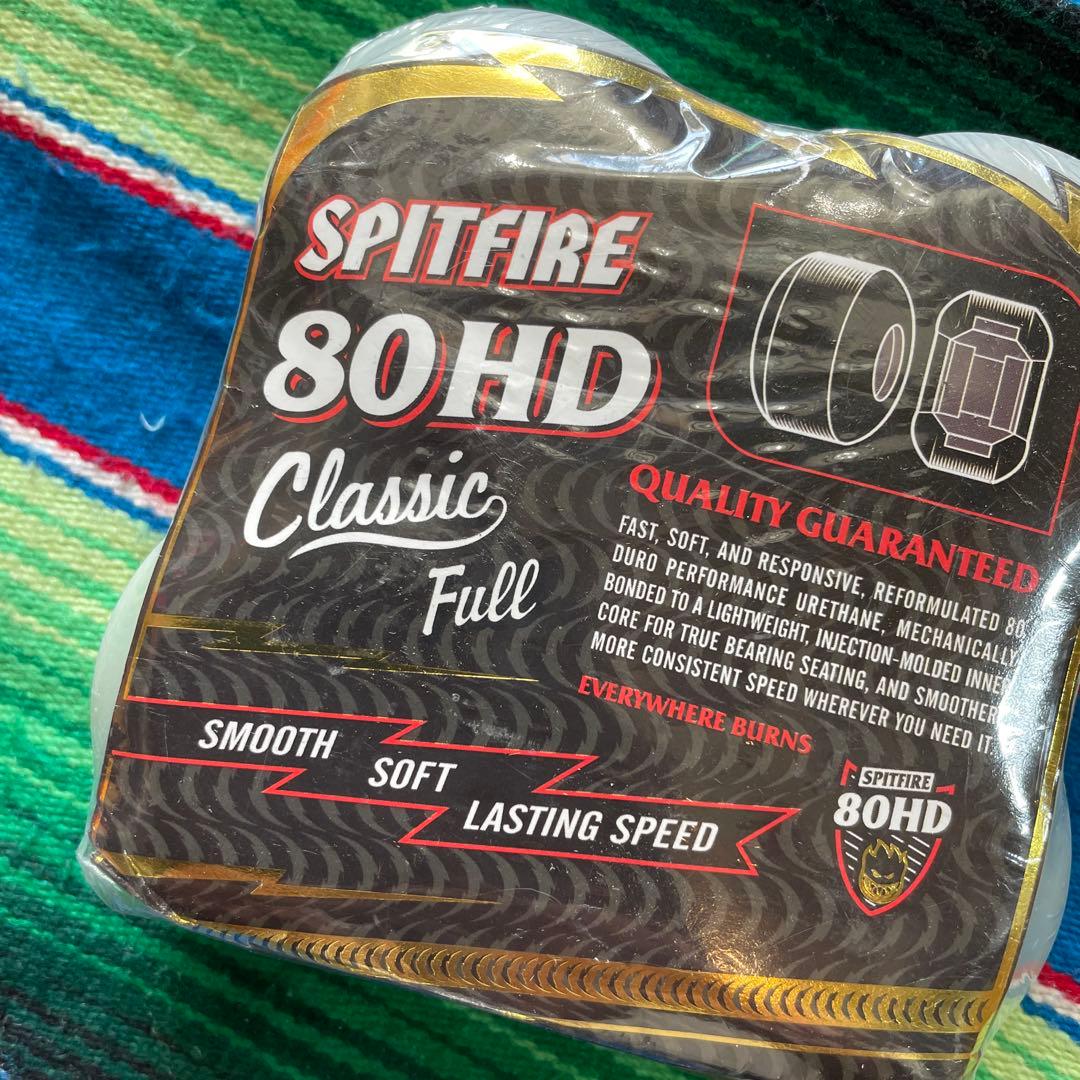 SPITFIRE
80HD
Classic
Full
QUALITY GUARANTEED
FAST, SOFT, AND RESPONSIVE, REFORMULATED 80
DURO PERFORMANCE URETHANE, MECHANICALLY
BONDED TO A LIGHTWEIGHT, INJECTION-MOLDED INNE
CORE FOR TRUE BEARING SEATING, AND SMOOTHER
MORE CONSISTENT SPEED WHEREVER YOU NEED IT.
EVERYWHERE BURNS
SMOOTH
SOFT
LASTING SPEED
SPITFIRE
80HD